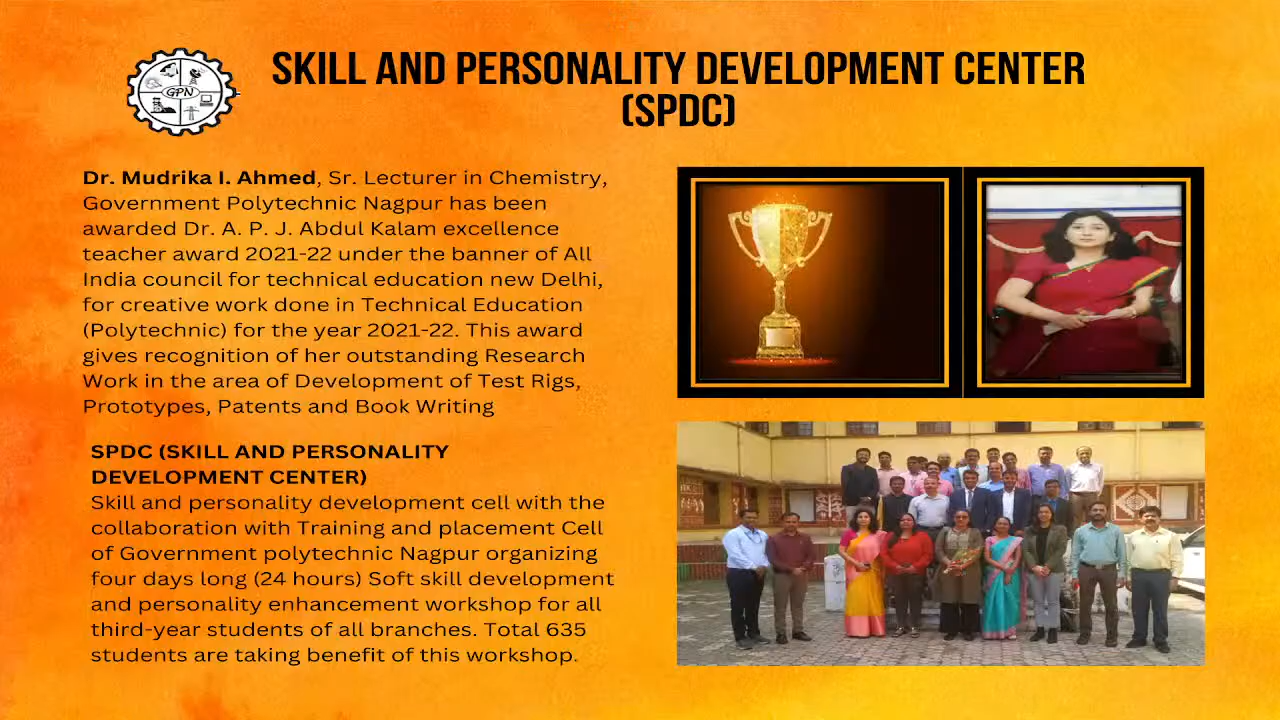 GPN
SKILL AND PERSONALITY DEVELOPMENT CENTER
(SPDC)
Dr. Mudrika I. Ahmed, Sr. Lecturer in Chemistry,
Government Polytechnic Nagpur has been
awarded Dr. A. P. J. Abdul Kalam excellence
teacher award 2021-22 under the banner of All
India council for technical education new Delhi,
for creative work done in Technical Education
(Polytechnic) for the year 2021-22. This award
gives recognition of her outstanding Research
Work in the area of Development of Test Rigs,
Prototypes, Patents and Book Writing
SPDC (SKILL AND PERSONALITY
DEVELOPMENT CENTER)
Skill and personality development cell with the
collaboration with Training and placement Cell
of Government polytechnic Nagpur organizing
four days long (24 hours) Soft skill development
and personality enhancement workshop for all
third-year students of all branches. Total 635
students are taking benefit of this workshop.